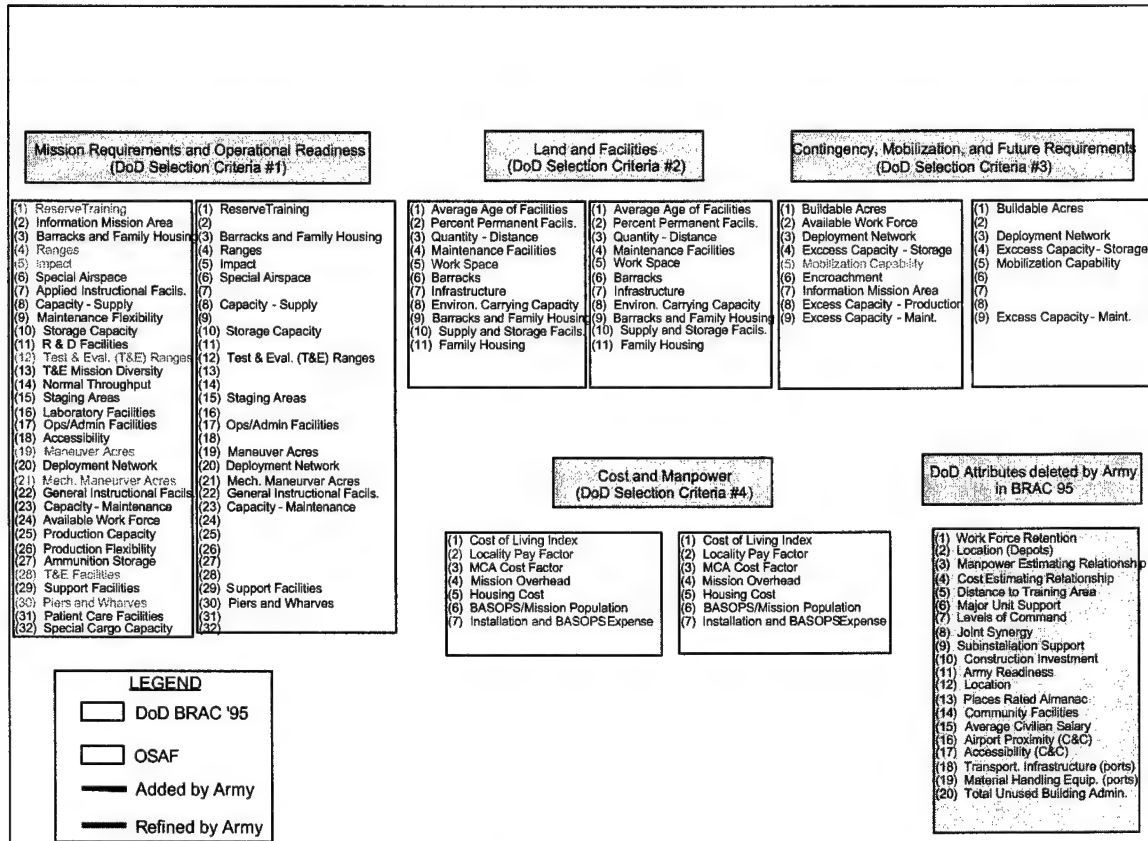 Mission Requirements and Operational Readiness
(DoD Selection Criteria #1)
(1) ReserveTraining
(2) Information Mission Area
(3) Barracks and Family Housing
(4) Ranges
(5) Impact
(6) Special Airspace
(7) Applied Instructional Facils.
(8) Capacity - Supply
(9) Maintenance Flexibility
(10) Storage Capacity
(11) R & D Facilities
(12) Test & Eval. (T&E) Ranges
(13) T&E Mission Diversity
(14) Normal Throughput
(15) Staging Areas
(16) Laboratory Facilities
(17) Ops/Admin Facilities
(18) Accessibility
(19) Maneuver Acres
(20) Deployment Network
(21) Mech. Maneurver Acres
(22) General Instructional Facils.
(23) Capacity - Maintenance
(24) Available Work Force
(25) Production Capacity
(26) Production Flexibility
(27) Ammunition Storage
(28) T&E Facilities
(29) Support Facilities
(30) Piers and Wharves
(31) Patient Care Facilities
(32) Special Cargo Capacity
(1) ReserveTraining
(2)
(3) Barracks and Family Housing
(4) Ranges
(5) Impact
(6) Special Airspace
(7)
(8) Capacity - Supply
(9)
(10) Storage Capacity
(11)
(12) Test & Eval. (T&E) Ranges
(13)
(14)
(15) Staging Areas
(16)
(17) Ops/Admin Facilities
(18)
(19) Maneuver Acres
(20) Deployment Network
(21) Mech. Maneurver Acres
(22) General Instructional Facils.
(23) Capacity - Maintenance
(24)
(25)
(26)
(27)
(28)
(29) Support Facilities
(30) Piers and Wharves
(31)
(32)
Land and Facilities
(DoD Selection Criteria #2)
(1) Average Age of Facilities
(2) Percent Permanent Facils.
(3) Quantity - Distance
(4) Maintenance Facilities
(5) Work Space
(6) Barracks
(7) Infrastructure
(8) Environ. Carrying Capacity
(9) Barracks and Family Housing
(10) Supply and Storage Facils.
(11) Family Housing
(1) Average Age of Facilities
(2) Percent Permanent Facils.
(3) Quantity - Distance
(4) Maintenance Facilities
(5) Work Space
(6) Barracks
(7) Infrastructure
(8) Environ. Carrying Capacity
(9) Barracks and Family Housing
(10) Supply and Storage Facils.
(11) Family Housing
Contingency, Mobilization, and Future Requirements
(DoD Selection Criteria #3)
(1) Buildable Acres
(2) Available Work Force
(3) Deployment Network
(4) Exccess Capacity - Storage
(5) Mobilization Capability
(6) Encroachment
(7) Information Mission Area
(8) Excess Capacity - Production
(9) Excess Capacity - Maint.
(1) Buildable Acres
(2)
(3) Deployment Network
(4) Exccess Capacity - Storage
(5) Mobilization Capability
(6)
(7)
(8)
(9) Excess Capacity - Maint.
Cost and Manpower
(DoD Selection Criteria #4)
(1) Cost of Living Index
(2) Locality Pay Factor
(3) MCA Cost Factor
(4) Mission Overhead
(5) Housing Cost
(6) BASOPS/Mission Population
(7) Installation and BASOPSExpense
(1) Cost of Living Index
(2) Locality Pay Factor
(3) MCA Cost Factor
(4) Mission Overhead
(5) Housing Cost
(6) BASOPS/Mission Population
(7) Installation and BASOPSExpense
DoD Attributes deleted by Army
in BRAC 95
(1) Work Force Retention
(2) Location (Depots)
(3) Manpower Estimating Relationship
(4) Cost Estimating Relationship
(5) Distance to Training Area
(6) Major Unit Support
(7) Levels of Command
(8) Joint Synergy
(9) Subinstallation Support
(10) Construction Investment
(11) Army Readiness
(12) Location
(13) Places Rated Almanac
(14) Community Facilities
(15) Average Civilian Salary
(16) Airport Proximity (C&C)
(17) Accessibility (C&C)
(18) Transport. Infrastructure (ports)
(19) Material Handling Equip. (ports)
(20) Total Unused Building Admin.
LEGEND
DoD BRAC '95
OSAF
Added by Army
Refined by Army